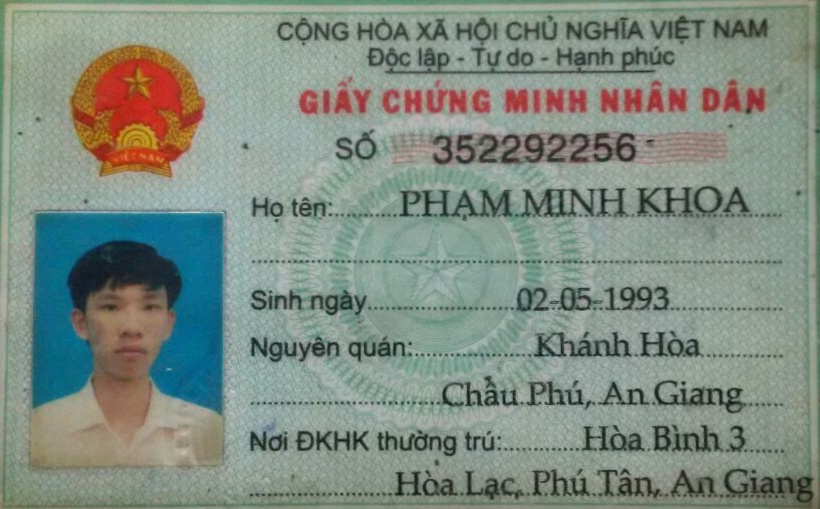 CỘNG HÒA XÃ HỘI CHỦ NGHĨA VIỆT NAM
Độc lập - Tự do - Hạnh phúc
GIẤY CHỨNG MINH NHÂN DÂN
SỐ 352292256
VIỆT NAM
Họ tên: PHẠM MINH KHOA
Sinh ngày 02-05-1993
Nguyên quán: Khánh Hòa
Chầu Phú, An Giang
Nơi ĐKHK thường trú: Hòa Bình 3
Hòa Lạc, Phú Tân, An Giang